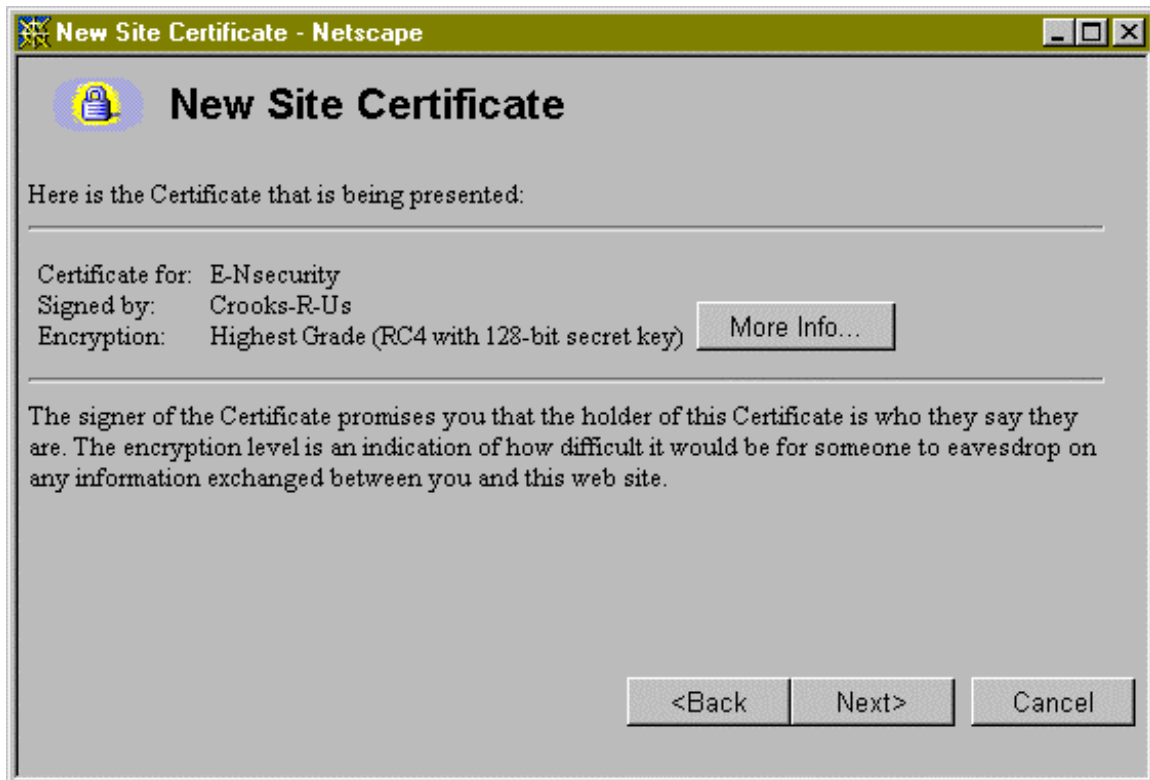 New Site Certificate - Netscape
New Site Certificate
Here is the Certificate that is being presented:
Certificate for: E-Nsecurity
Signed by: Crooks-R-Us
Encryption: Highest Grade (RC4 with 128-bit secret key)
More Info...
The signer of the Certificate promises you that the holder of this Certificate is who they say they
are. The encryption level is an indication of how difficult it would be for someone to eavesdrop on
any information exchanged between you and this web site.
<Back Next> Cancel